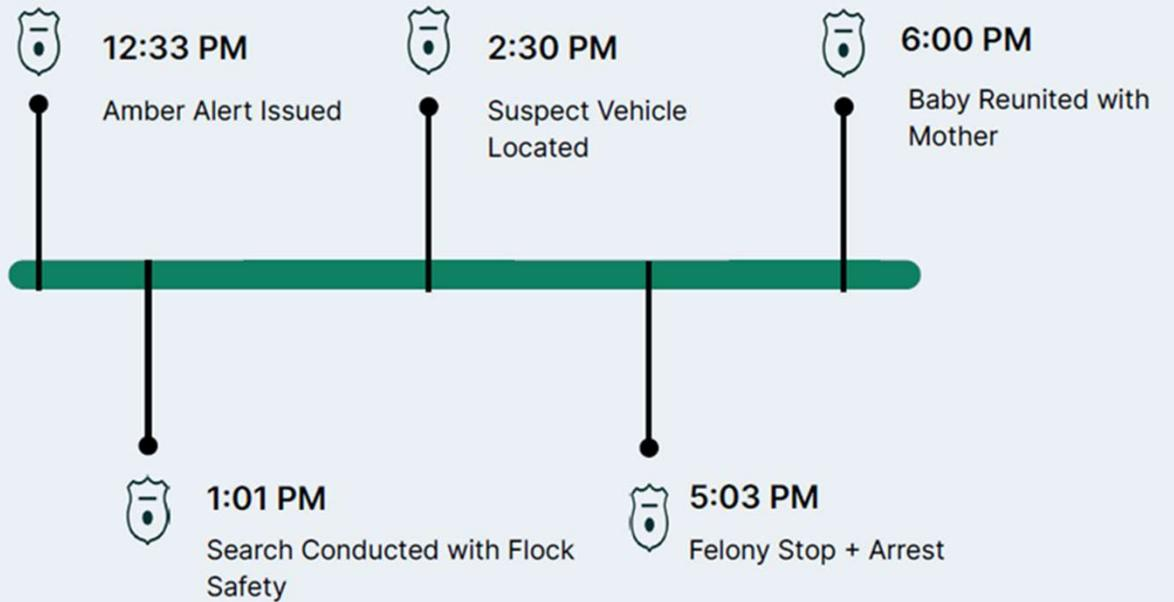 12:33 PM
Amber Alert Issued
2:30 PM
Suspect Vehicle
Located
6:00 PM
Baby Reunited with
Mother
1:01 PM
Search Conducted with Flock
Safety
5:03 PM
Felony Stop + Arrest